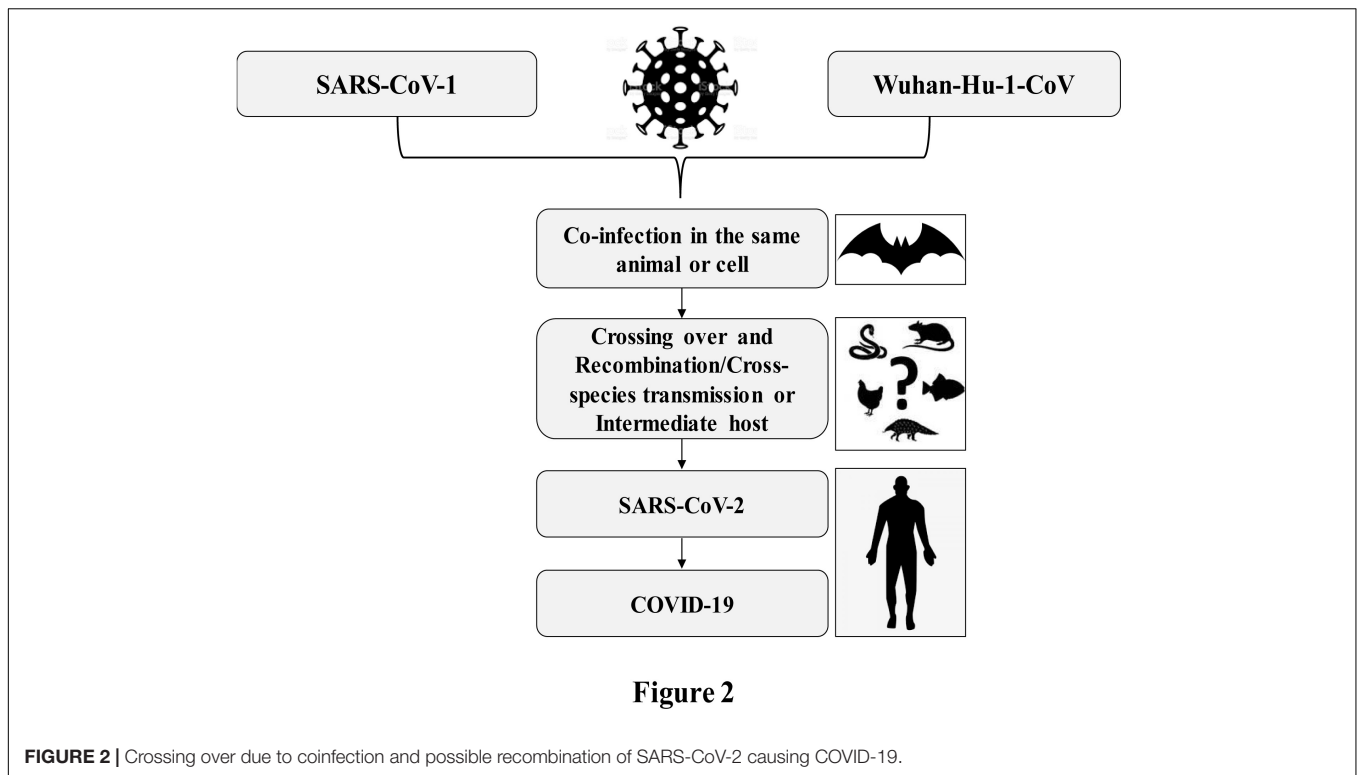 SARS-CoV-1
Wuhan-Hu-1-CoV
Co-infection in the same
animal or cell
Crossing over and
Recombination/Cross-
species transmission or
Intermediate host
?
SARS-CoV-2
COVID-19
Figure 2
FIGURE 2 | Crossing over due to coinfection and possible recombination of SARS-CoV-2 causing COVID-19.